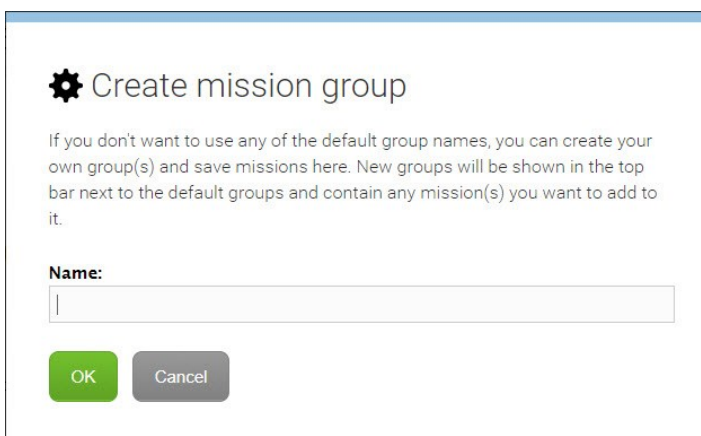 Create mission group
If you don't want to use any of the default group names, you can create your
own group(s) and save missions here. New groups will be shown in the top
bar next to the default groups and contain any mission(s) you want to add to
it.
Name:
OK Cancel